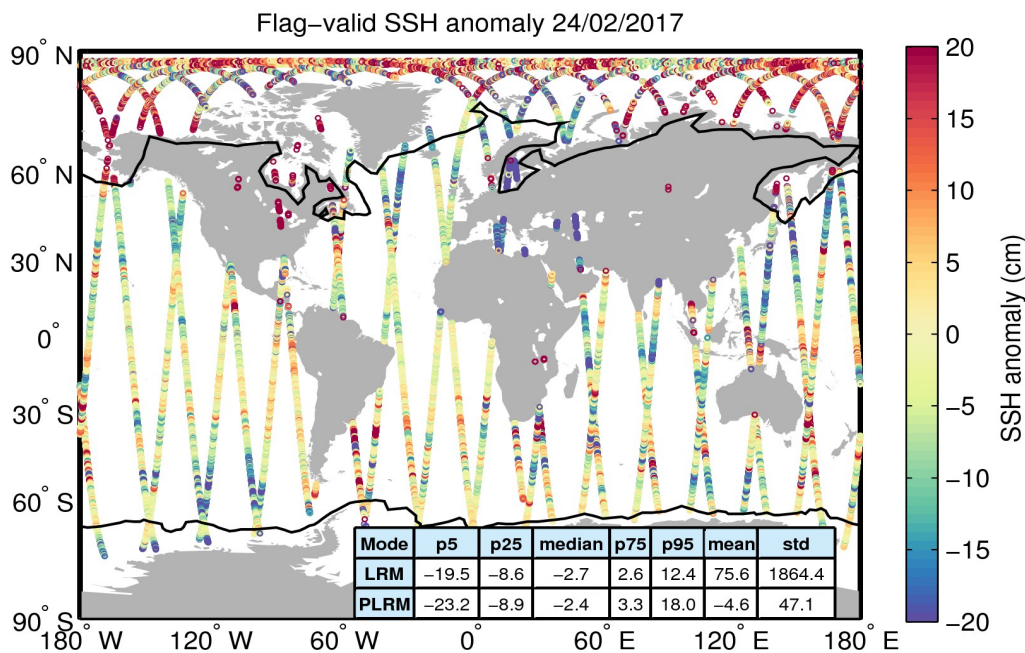 Flag−valid SSH anomaly 24/02/2017
90° N
60° N
30° N
0°
30° S
60° S
90° S
180° W 120° W 60° W 0° 60° E 120° E 180° E
Mode p5 p25 median p75 p95 mean std
LRM −19.5 −8.6 −2.7 2.6 12.4 75.6 1864.4
PLRM −23.2 −8.9 −2.4 3.3 18.0 −4.6 47.1
20
15
10
5
0
−5
−10
−15
−20
SSH anomaly (cm)